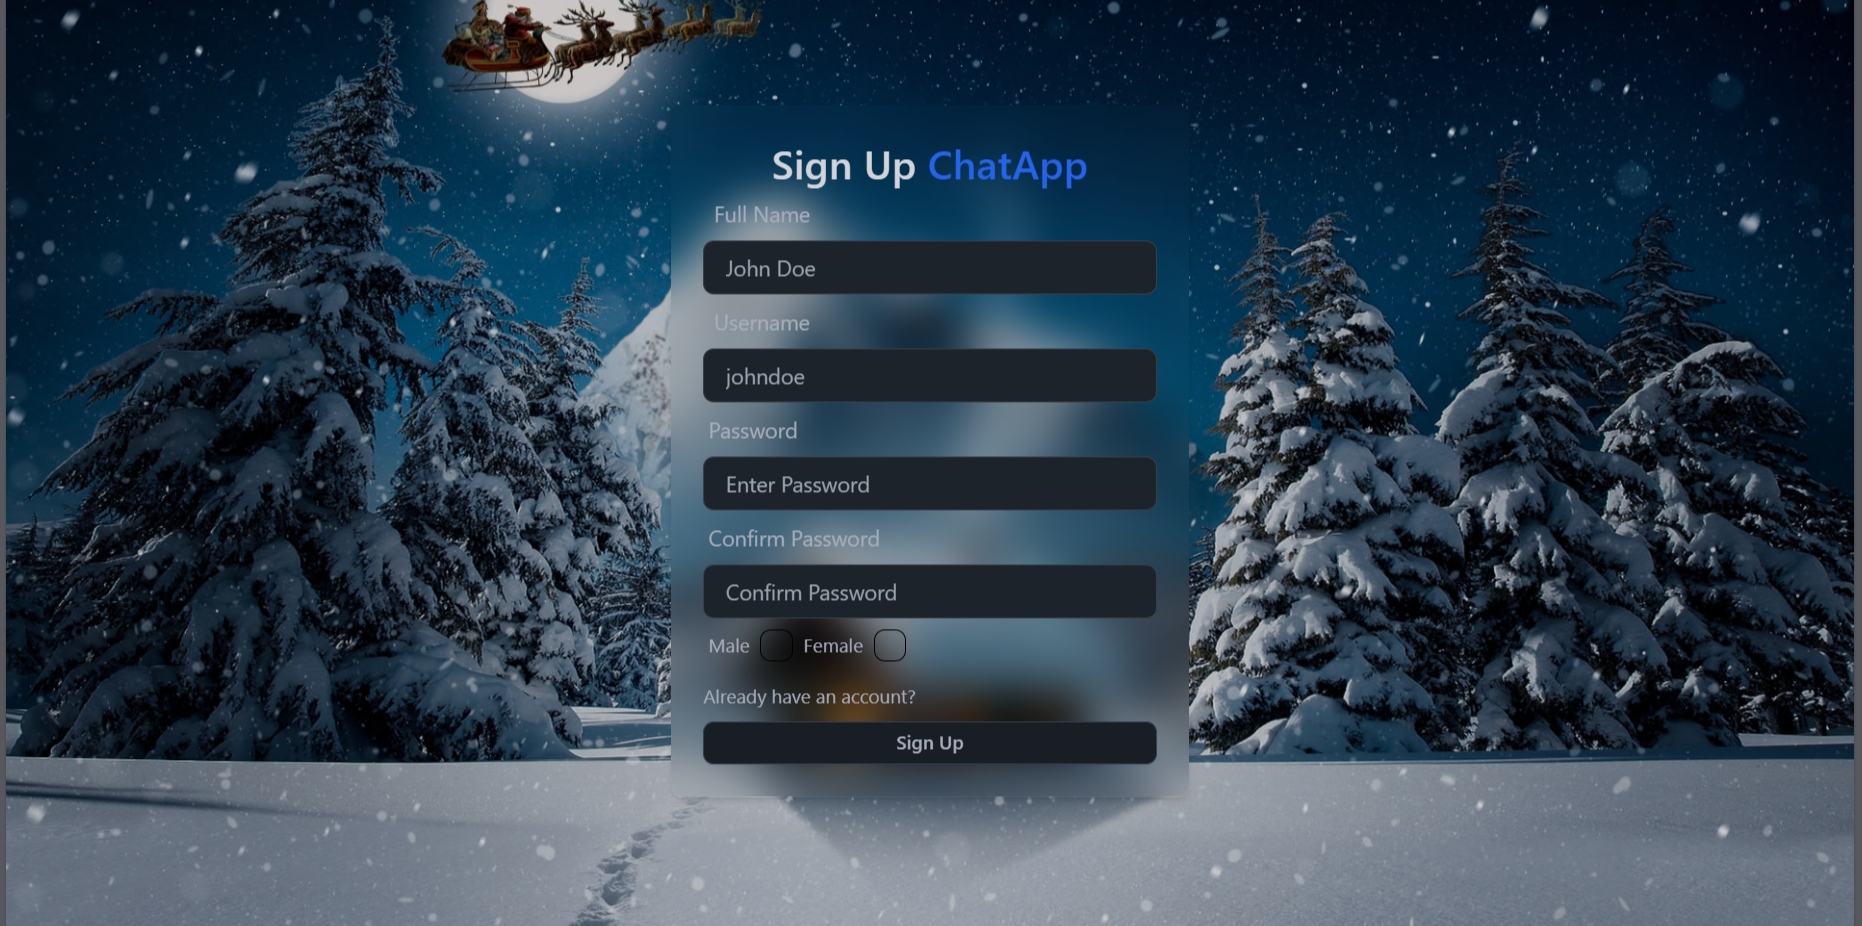 Sign Up ChatApp
Full Name
John Doe
Username
johndoe
Password
Enter Password
Confirm Password
Confirm Password
Male Female
Already have an account?
Sign Up